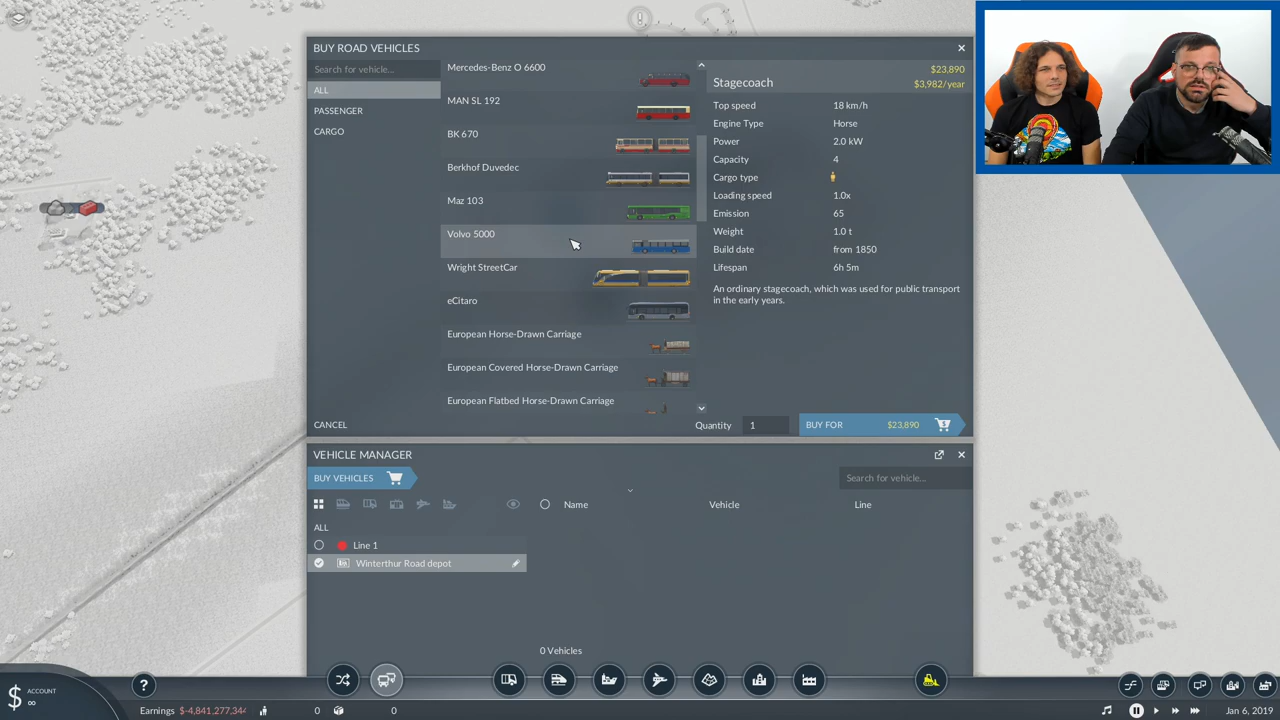 BUY ROAD VEHICLES
Search for vehicle...
ALL
PASSENGER
CARGO
Mercedes-Benz O 6600
MAN SL 192
BK 670
Berkhof Duvedec
Maz 103
Volvo 5000
Wright StreetCar
eCitaro
European Horse-Drawn Carriage
European Covered Horse-Drawn Carriage
European Flatbed Horse-Drawn Carriage
$23,890
Stagecoach
$3,982/year
Top speed 18 km/h
Engine Type Horse
Power 2.0 kW
Capacity 4
Cargo type
Loading speed 1.0x
Emission 65
Weight 1.0 t
Build date from 1850
Lifespan 6h 5m
An ordinary stagecoach, which was used for public transport
in the early years.
CANCEL
Quantity 1
BUY FOR $23,890
VEHICLE MANAGER
BUY VEHICLES
Search for vehicle...
Name Vehicle Line
ALL
Line 1
Winterthur Road depot
0 Vehicles
$ ACCOUNT
∞
?
Earnings $-4,841,277,344
0
0
Jan 6, 2019